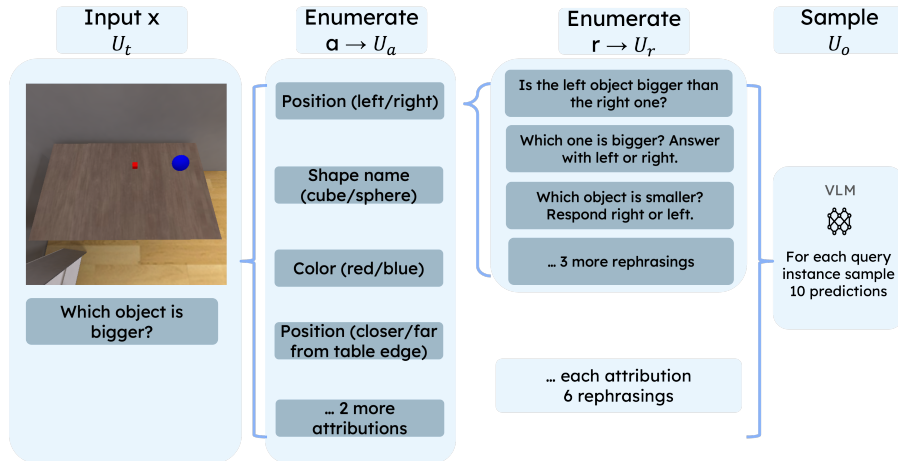 Input x
U_t
Enumerate
a → U_a
Enumerate
r → U_r
Sample
U_o
Which object is
bigger?
Position (left/right)
Shape name
(cube/sphere)
Color (red/blue)
Position (closer/far
from table edge)
... 2 more
attributions
Is the left object bigger than
the right one?
Which one is bigger? Answer
with left or right.
Which object is smaller?
Respond right or left.
... 3 more rephrasings
... each attribution
6 rephrasings
VLM
For each query
instance sample
10 predictions